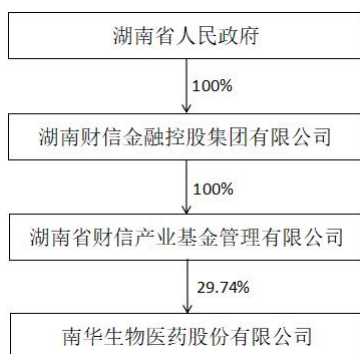 湖南省人民政府
100%
湖南财信金融控股集团有限公司
100%
湖南省财信产业基金管理有限公司
29.74%
南华生物医药股份有限公司